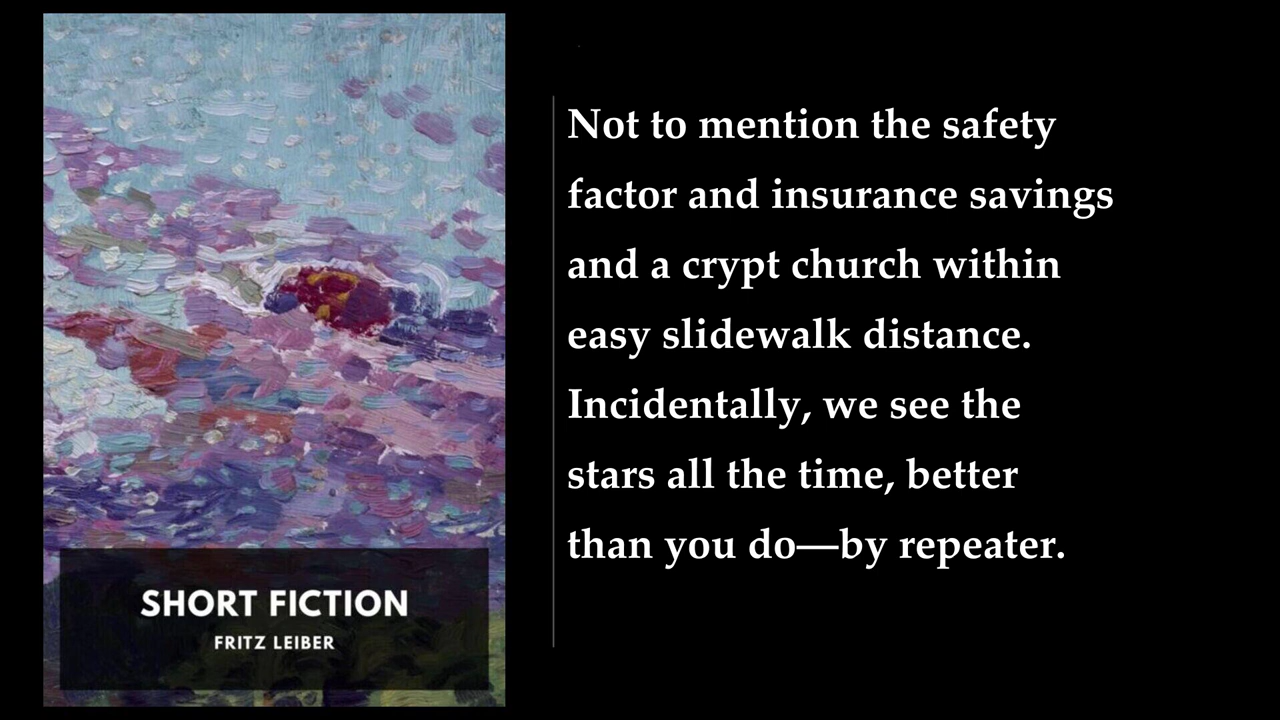 Not to mention the safety
factor and insurance savings
and a crypt church within
easy slidewalk distance.
Incidentally, we see the
stars all the time, better
than you do—by repeater.
SHORT FICTION
FRITZ LEIBER